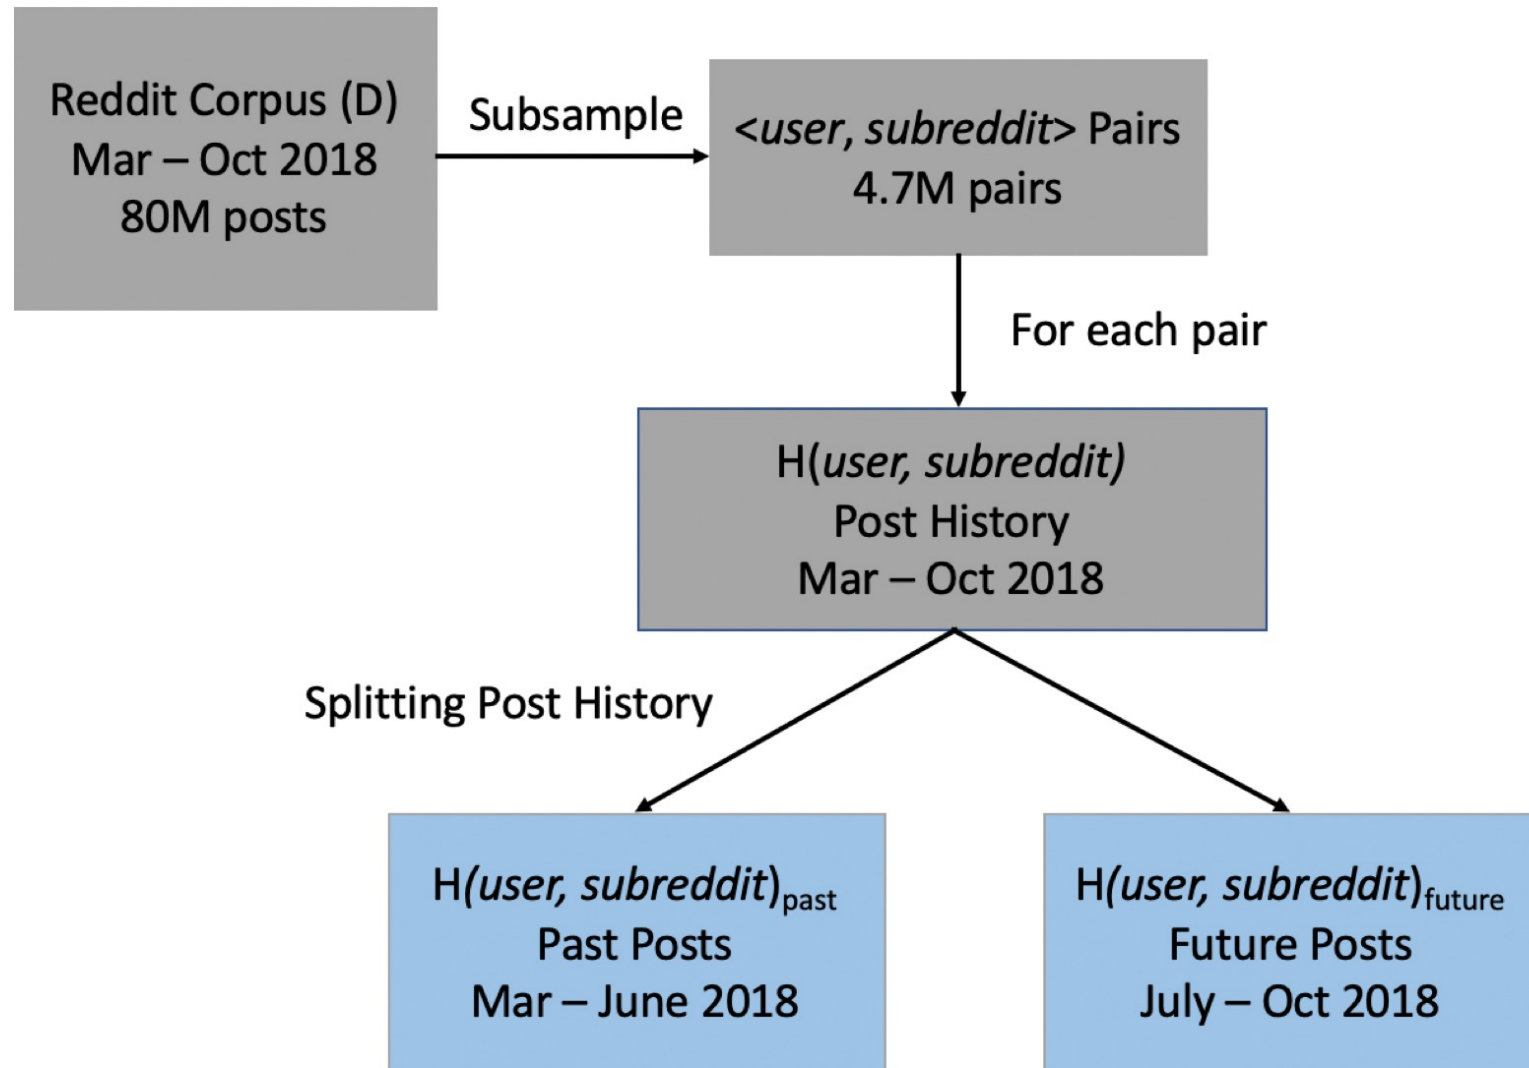 Reddit Corpus (D)
Mar – Oct 2018
80M posts
Subsample
<user, subreddit> Pairs
4.7M pairs
For each pair
H(user, subreddit)
Post History
Mar – Oct 2018
Splitting Post History
H(user, subreddit)past
Past Posts
Mar – June 2018
H(user, subreddit)future
Future Posts
July – Oct 2018